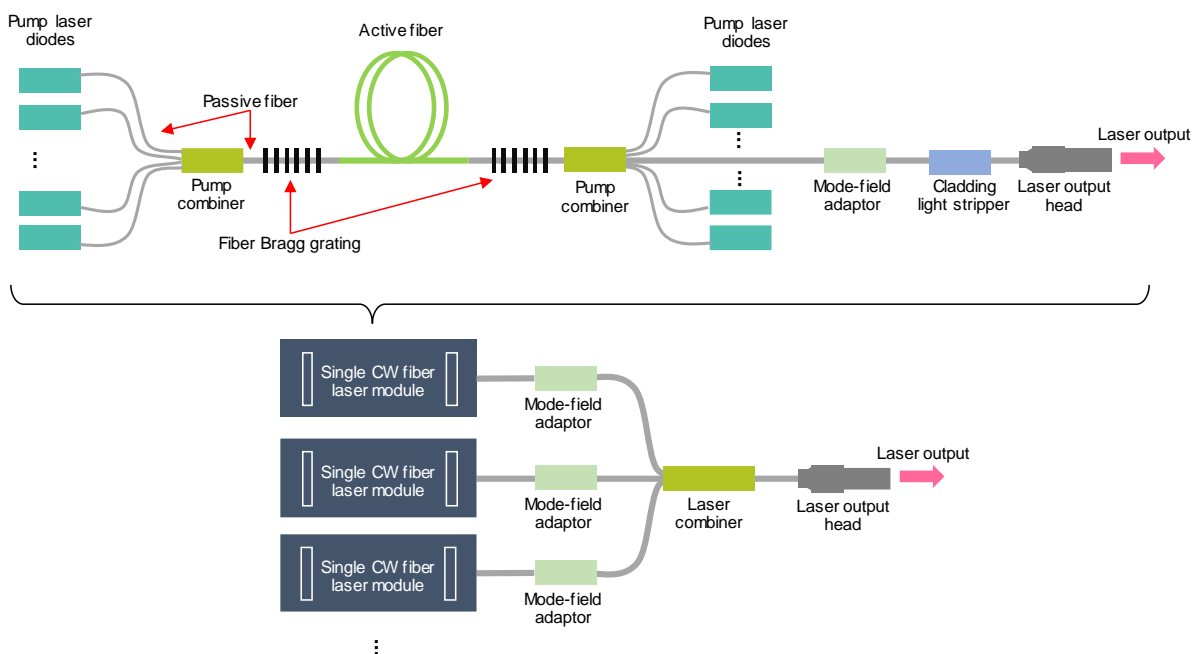 Pump laser
diodes
Active fiber
Pump laser
diodes
Passive fiber
Laser output
Pump
combiner
Pump
combiner
Mode-field
adaptor
Cladding
light stripper
Laser output
head
Fiber Bragg grating
Single CW fiber
laser module
Mode-field
adaptor
Single CW fiber
laser module
Mode-field
adaptor
Laser
combiner
Laser output
Laser output
head
Single CW fiber
laser module
Mode-field
adaptor